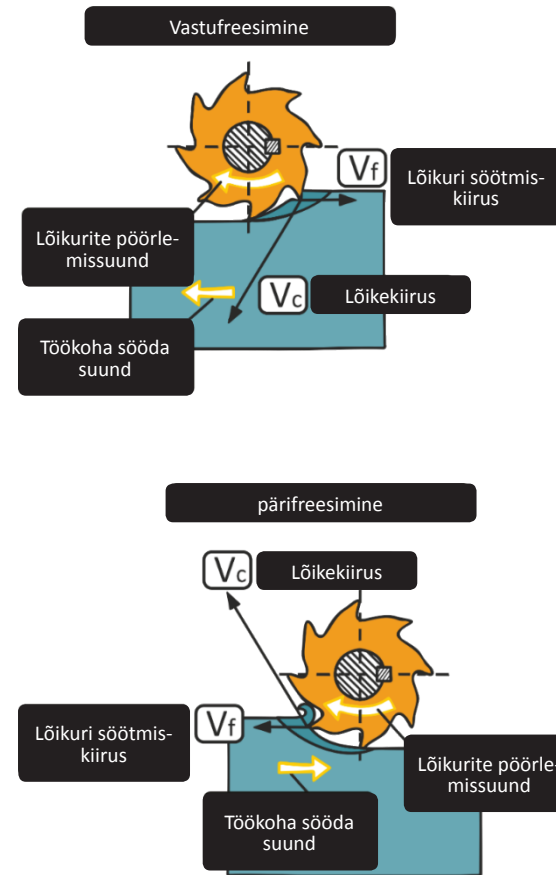 Vastufreesimine
Vf
Lõikuri söötmis-
kiirus
Lõikurite pöörle-
missuund
Vc
Lõikekiirus
Töökoha sööda
suund
pärifreesimine
Vc
Lõikekiirus
Vf
Lõikuri söötmis-
kiirus
Lõikurite pöörle-
missuund
Töökoha sööda
suund